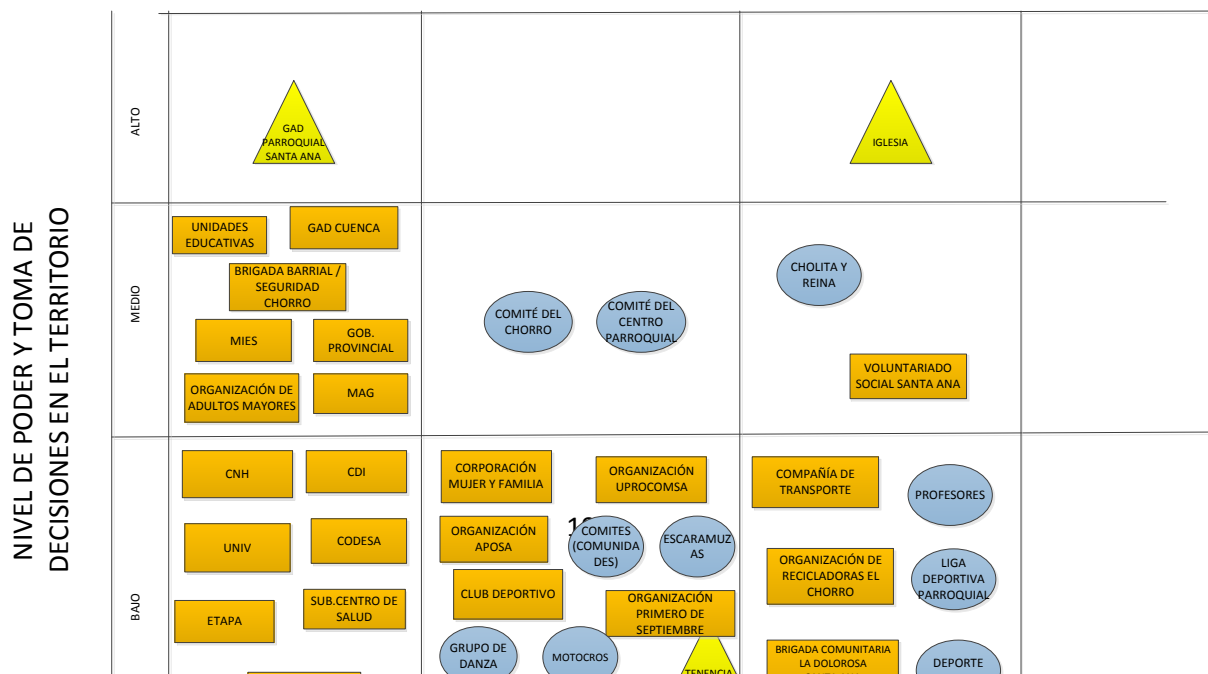 NIVEL DE PODER Y TOMA DE
DECISIONES EN EL TERRITORIO
ALTO
GAD
PARROQUIAL
SANTA ANA
IGLESIA
MEDIO
UNIDADES
EDUCATIVAS
GAD CUENCA
BRIGADA BARRIAL /
SEGURIDAD
CHORRO
MIES
GOB.
PROVINCIAL
ORGANIZACIÓN DE
ADULTOS MAYORES
MAG
COMITÉ DEL
CHORRO
COMITÉ DEL
CENTRO
PARROQUIAL
CHOLITA Y
REINA
VOLUNTARIADO
SOCIAL SANTA ANA
BAJO
CNH
CDI
UNIV
CODESA
ETAPA
SUB.CENTRO DE
SALUD
CORPORACIÓN
MUJER Y FAMILIA
ORGANIZACIÓN
UPROCOMSA
ORGANIZACIÓN
APOSA
COMITES
(COMUNIDA
DES)
ESCARAMUZ
AS
CLUB DEPORTIVO
ORGANIZACIÓN
PRIMERO DE
SEPTIEMBRE
GRUPO DE
DANZA
MOTOCROS
TENENCIA
COMPAÑÍA DE
TRANSPORTE
PROFESORES
ORGANIZACIÓN DE
RECICLADORAS EL
CHORRO
LIGA
DEPORTIVA
PARROQUIAL
BRIGADA COMUNITARIA
LA DOLOROSA
DEPORTE